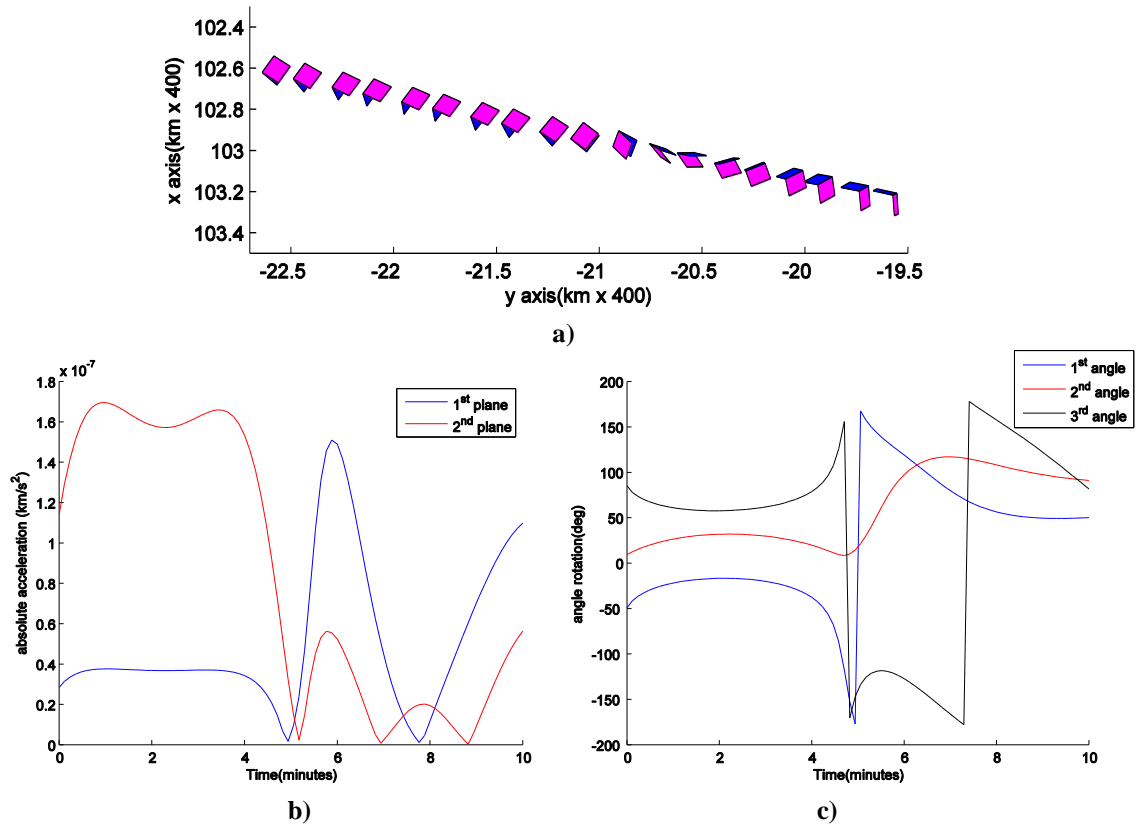 102.4
102.6
102.8
103
103.2
103.4
x axis(km x 400)
-22.5 -22 -21.5 -21 -20.5 -20 -19.5
y axis(km x 400)
a)
x 10-7
1.8
1.6
1.4
1.2
1
0.8
0.6
0.4
0.2
0
absolute acceleration (km/s2)
1st plane
2nd plane
0 2 4 6 8 10
Time(minutes)
b)
200
150
100
50
0
-50
-100
-150
-200
angle rotation(deg)
1st angle
2nd angle
3rd angle
0 2 4 6 8 10
Time(minutes)
c)